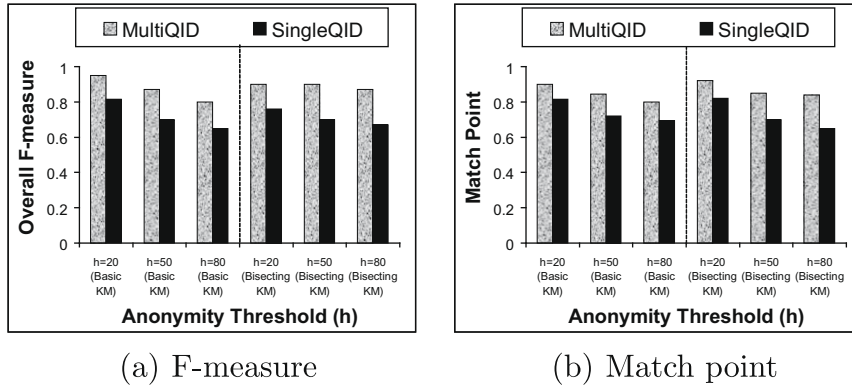 MultiQID SingleQID
Overall F-measure
1
0.8
0.6
0.4
0.2
0
h=20 h=50 h=80 h=20 h=50 h=80
(Basic (Basic (Basic (Bisecting (Bisecting (Bisecting
KM) KM) KM) KM) KM) KM)
Anonymity Threshold (h)
(a) F-measure
MultiQID SingleQID
Match Point
1
0.8
0.6
0.4
0.2
0
h=20 h=50 h=80 h=20 h=50 h=80
(Basic (Basic (Basic (Bisecting (Bisecting (Bisecting
KM) KM) KM) KM) KM) KM)
Anonymity Threshold (h)
(b) Match point